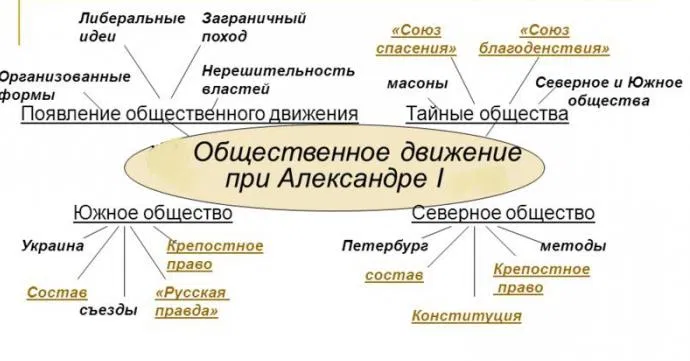 Либеральные
идеи
Заграничный
поход
Организованные
формы
Нерешительность
властей
Появление общественного движения
«Союз
спасения»
«Союз
благоденствия»
масоны
Северное и Южное
общества
Тайные общества
Общественное движение
при Александре I
Южное общество
Украина
Крепостное
право
Состав
съезды
«Русская
правда»
Северное общество
Петербург
методы
состав
Крепостное
право
Конституция